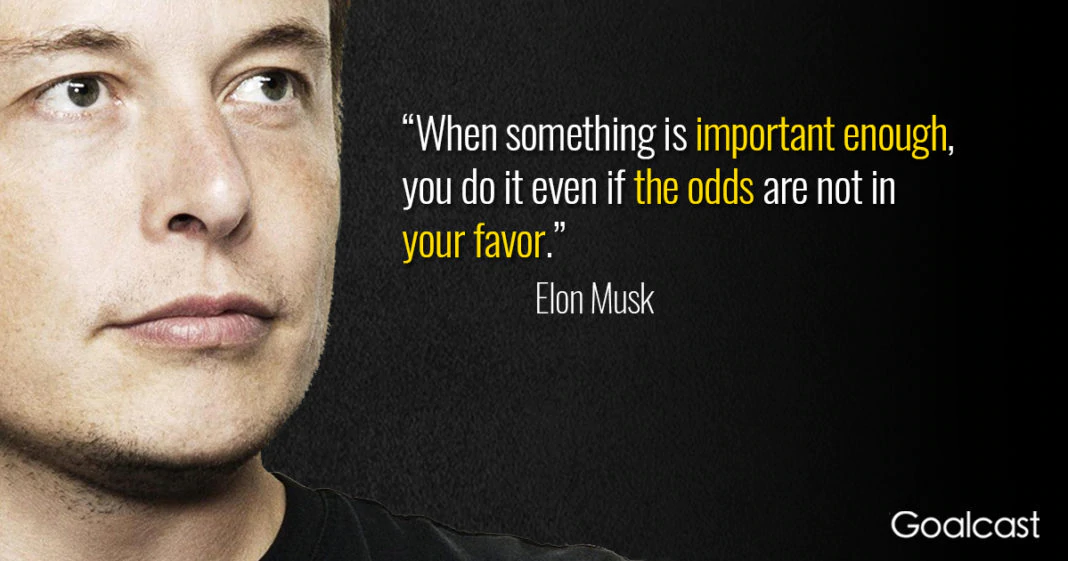 “When something is important enough,
you do it even if the odds are not in
your favor.”
Elon Musk
Goalcast